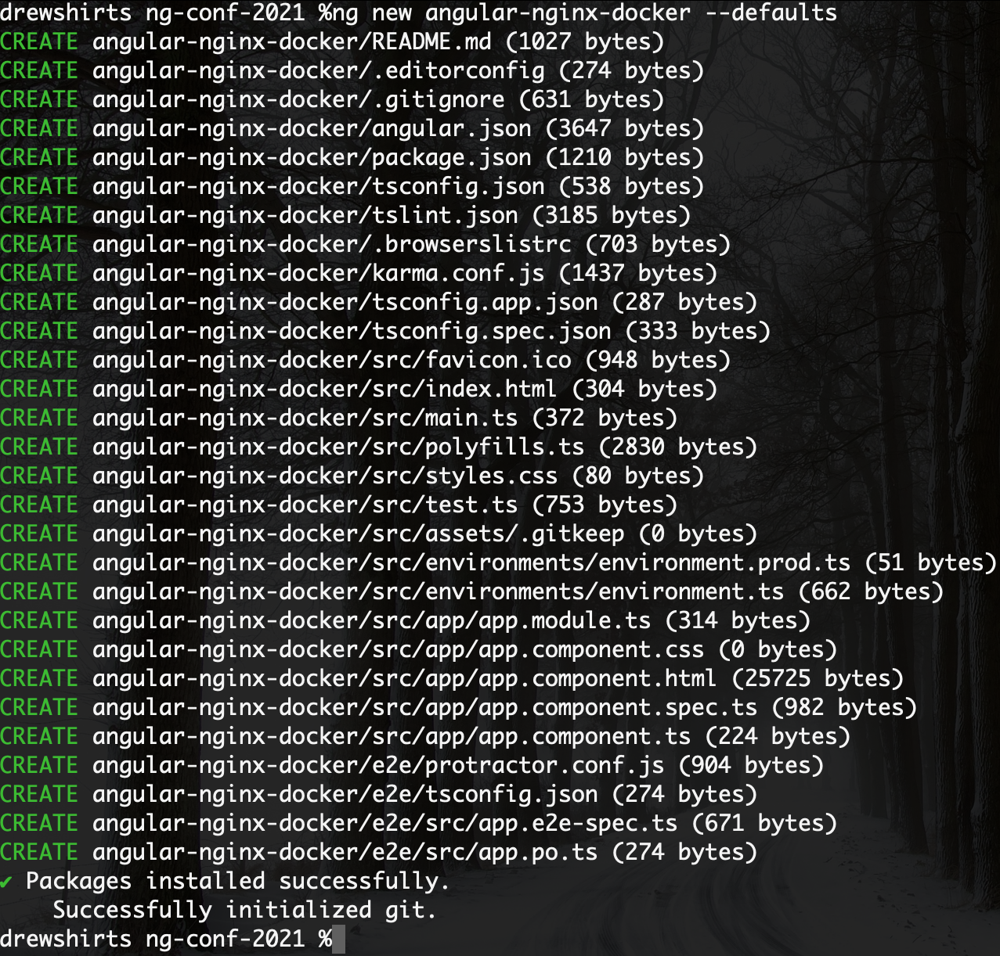 drewshirts ng-conf-2021 %ng new angular-nginx-docker --defaults
CREATE angular-nginx-docker/README.md (1027 bytes)
CREATE angular-nginx-docker/.editorconfig (274 bytes)
CREATE angular-nginx-docker/.gitignore (631 bytes)
CREATE angular-nginx-docker/angular.json (3647 bytes)
CREATE angular-nginx-docker/package.json (1210 bytes)
CREATE angular-nginx-docker/tsconfig.json (538 bytes)
CREATE angular-nginx-docker/tslint.json (3185 bytes)
CREATE angular-nginx-docker/.browserslistrc (703 bytes)
CREATE angular-nginx-docker/karma.conf.js (1437 bytes)
CREATE angular-nginx-docker/tsconfig.app.json (287 bytes)
CREATE angular-nginx-docker/tsconfig.spec.json (333 bytes)
CREATE angular-nginx-docker/src/favicon.ico (948 bytes)
CREATE angular-nginx-docker/src/index.html (304 bytes)
CREATE angular-nginx-docker/src/main.ts (372 bytes)
CREATE angular-nginx-docker/src/polyfills.ts (2830 bytes)
CREATE angular-nginx-docker/src/styles.css (80 bytes)
CREATE angular-nginx-docker/src/test.ts (753 bytes)
CREATE angular-nginx-docker/src/assets/.gitkeep (0 bytes)
CREATE angular-nginx-docker/src/environments/environment.prod.ts (51 bytes)
CREATE angular-nginx-docker/src/environments/environment.ts (662 bytes)
CREATE angular-nginx-docker/src/app/app.module.ts (314 bytes)
CREATE angular-nginx-docker/src/app/app.component.css (0 bytes)
CREATE angular-nginx-docker/src/app/app.component.html (25725 bytes)
CREATE angular-nginx-docker/src/app/app.component.spec.ts (982 bytes)
CREATE angular-nginx-docker/src/app/app.component.ts (224 bytes)
CREATE angular-nginx-docker/e2e/protractor.conf.js (904 bytes)
CREATE angular-nginx-docker/e2e/tsconfig.json (274 bytes)
CREATE angular-nginx-docker/e2e/src/app.e2e-spec.ts (671 bytes)
CREATE angular-nginx-docker/e2e/src/app.po.ts (274 bytes)
✔ Packages installed successfully.
Successfully initialized git.
drewshirts ng-conf-2021 %